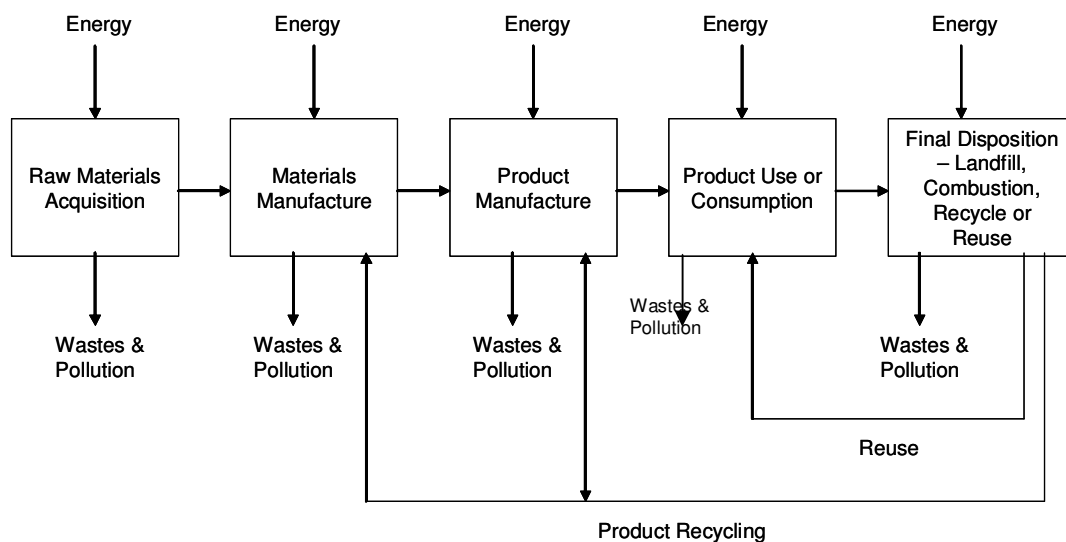 Energy
Energy
Energy
Energy
Energy
Raw Materials
Acquisition
Materials
Manufacture
Product
Manufacture
Product Use or
Consumption
Final Disposition
– Landfill,
Combustion,
Recycle or
Reuse
Wastes &
Pollution
Wastes &
Pollution
Wastes &
Pollution
Wastes &
Pollution
Wastes &
Pollution
Reuse
Product Recycling